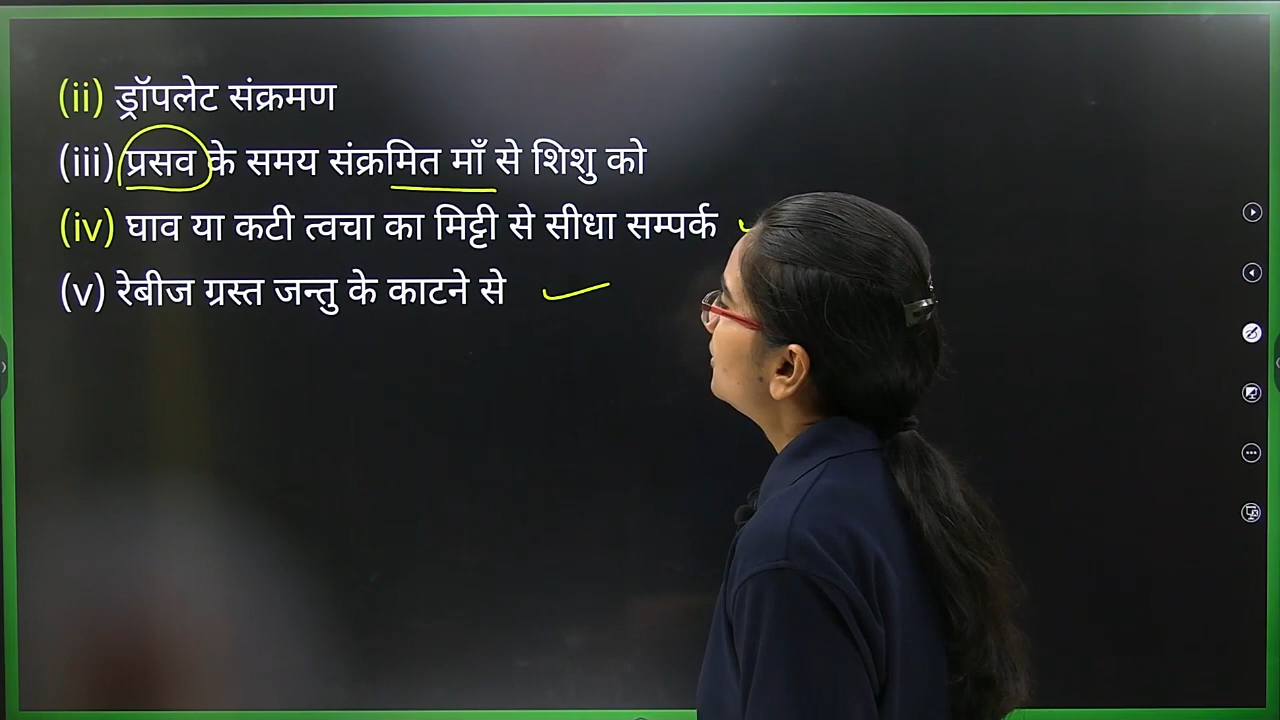 (ii) ड्रॉपलेट संक्रमण
(iii) प्रसव के समय संक्रमित माँ से शिशु को
(iv) घाव या कटी त्वचा का मिट्टी से सीधा सम्पर्क
(v) रेबीज ग्रस्त जन्तु के काटने से